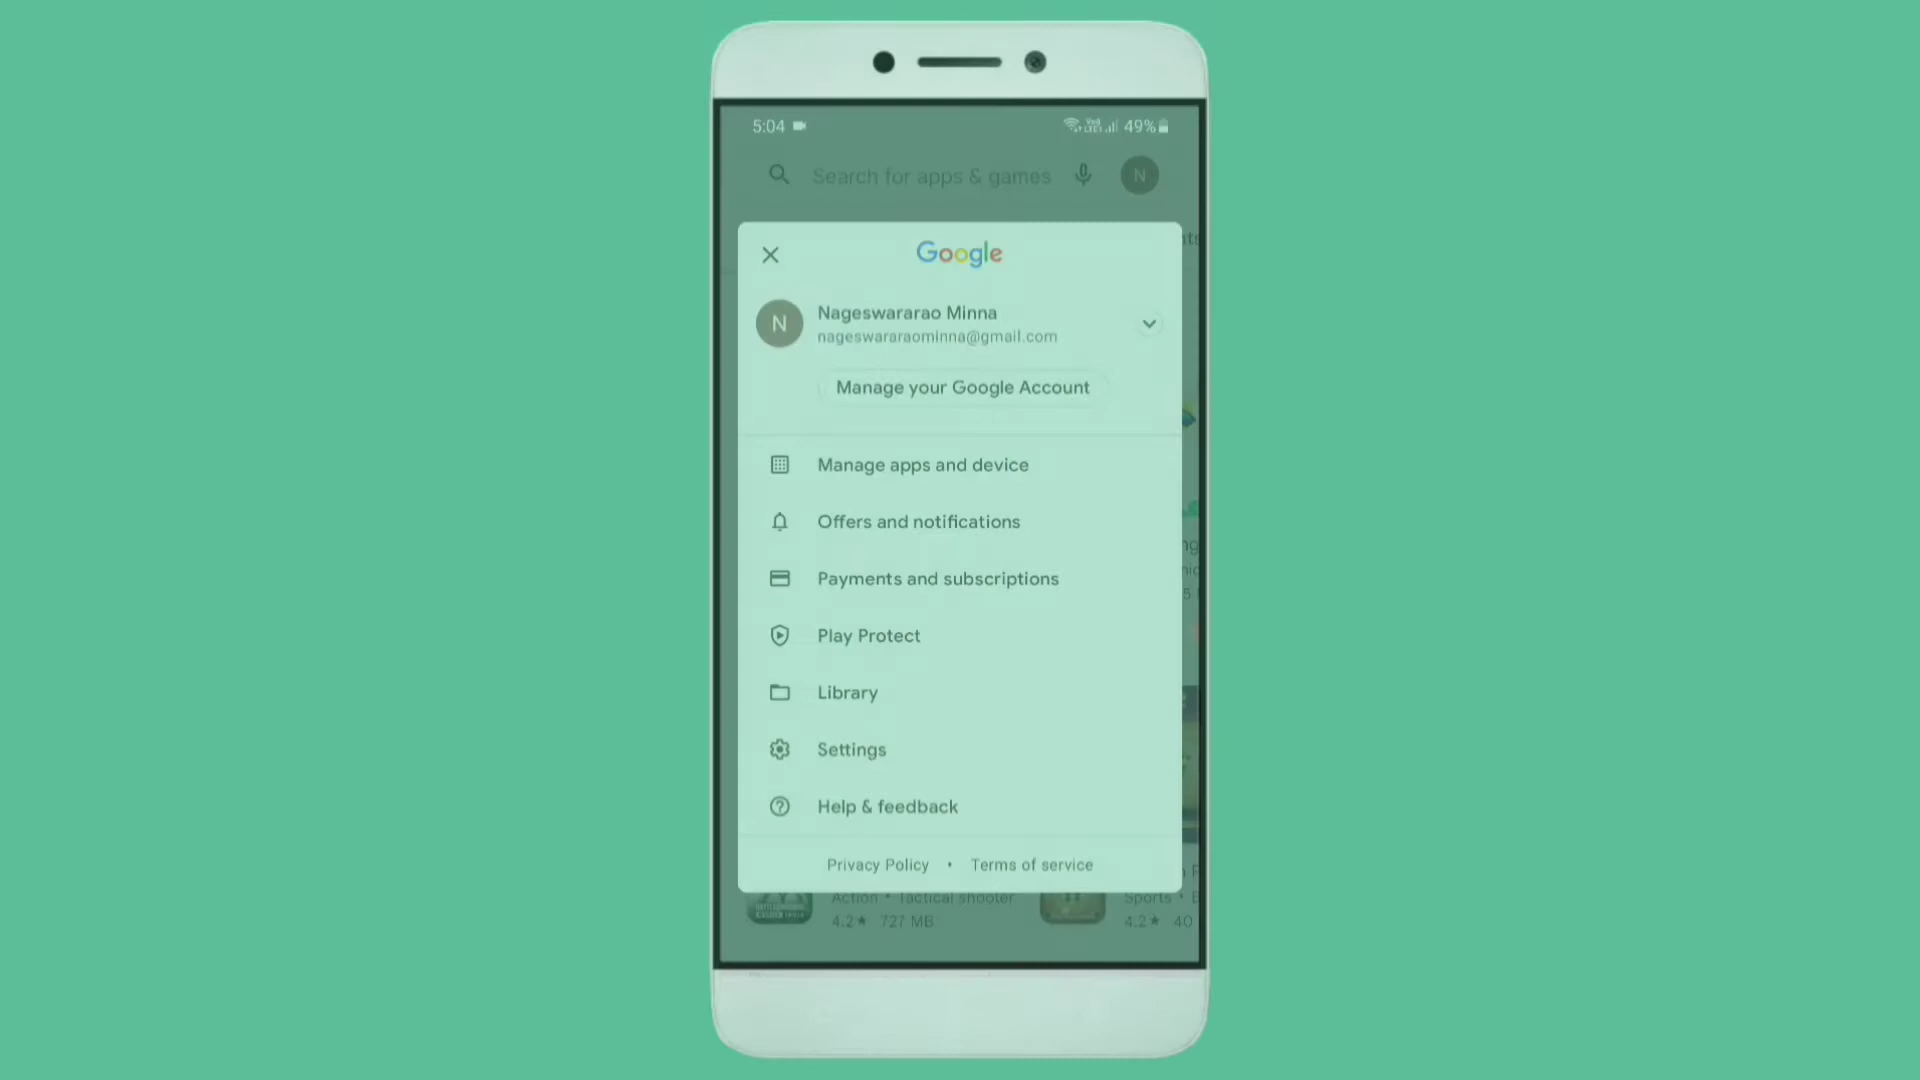 5:04 49%
Search for apps & games N
Google
N Nageswararao Minna
nageswararaominna@gmail.com
Manage your Google Account
Manage apps and device
Offers and notifications
Payments and subscriptions
Play Protect
Library
Settings
Help & feedback
Privacy Policy • Terms of service
Action • Tactical shooter Sports •
4.2★ 727 MB 4.2★ 40